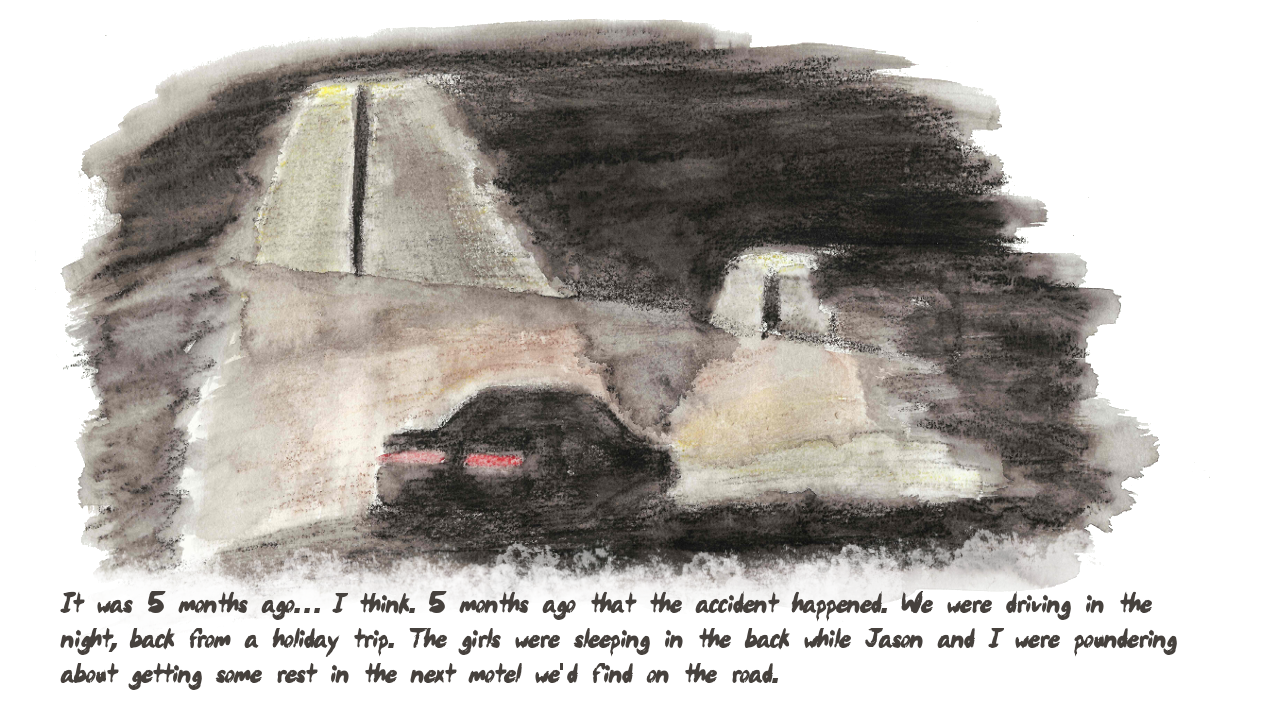 It was 5 months ago... I think. 5 months ago that the accident happened. We were driving in the
night, back from a holiday trip. The girls were sleeping in the back while Jason and I were poundering
about getting some rest in the next motel we'd find on the road.